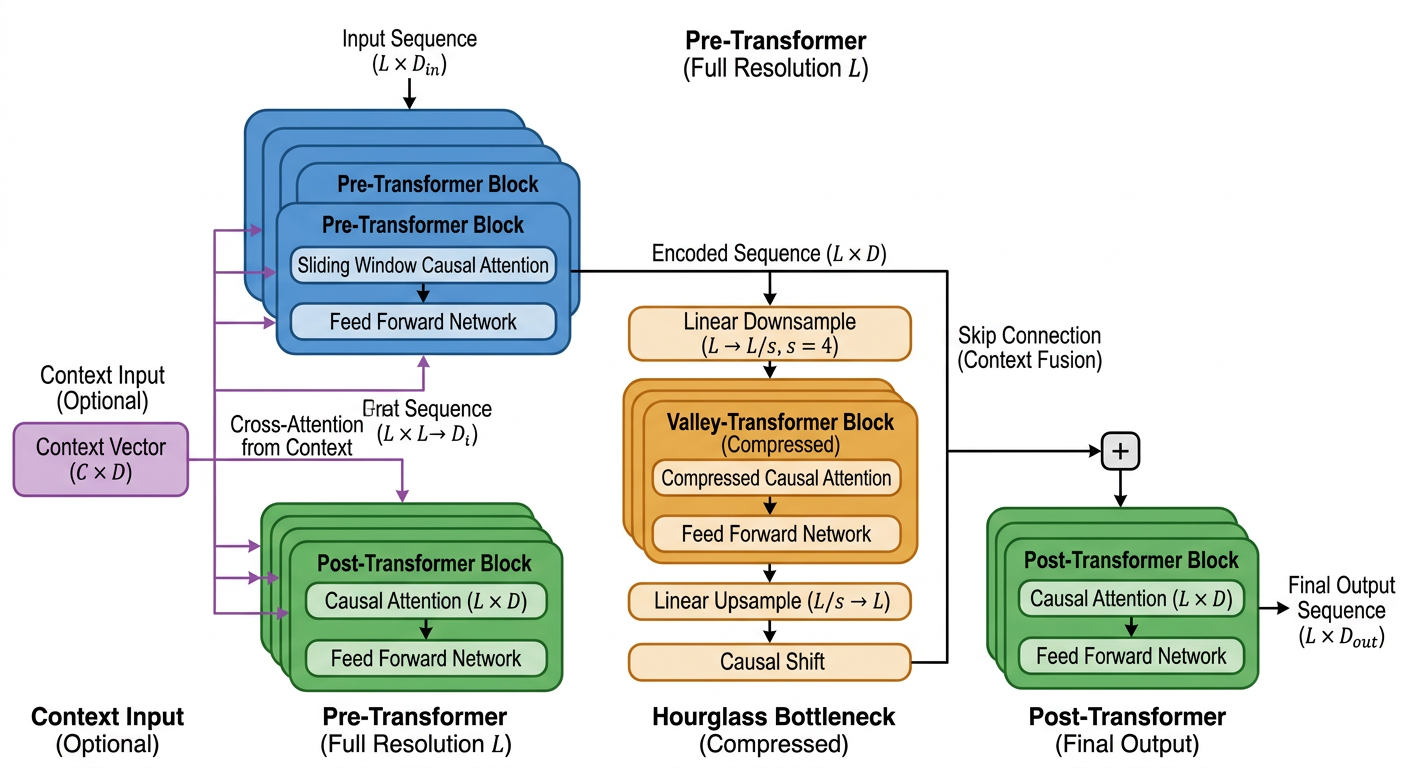 Input Sequence
(L × D_in)
Pre-Transformer
(Full Resolution L)
Pre-Transformer Block
Pre-Transformer Block
Sliding Window Causal Attention
Feed Forward Network
Encoded Sequence (L × D)
Linear Downsample
(L → L/s, s = 4)
Skip Connection
(Context Fusion)
Context Input
(Optional)
Context Vector
(C × D)
Cross-Attention
from Context
Sequence
(L × L → D_i)
Valley-Transformer Block
(Compressed)
Compressed Causal Attention
Feed Forward Network
+
Post-Transformer Block
Causal Attention (L × D)
Feed Forward Network
Linear Upsample (L/s → L)
Causal Shift
Post-Transformer Block
Causal Attention (L × D)
Feed Forward Network
Final Output
Sequence
(L × D_out)
Context Input
(Optional)
Pre-Transformer
(Full Resolution L)
Hourglass Bottleneck
(Compressed)
Post-Transformer
(Final Output)